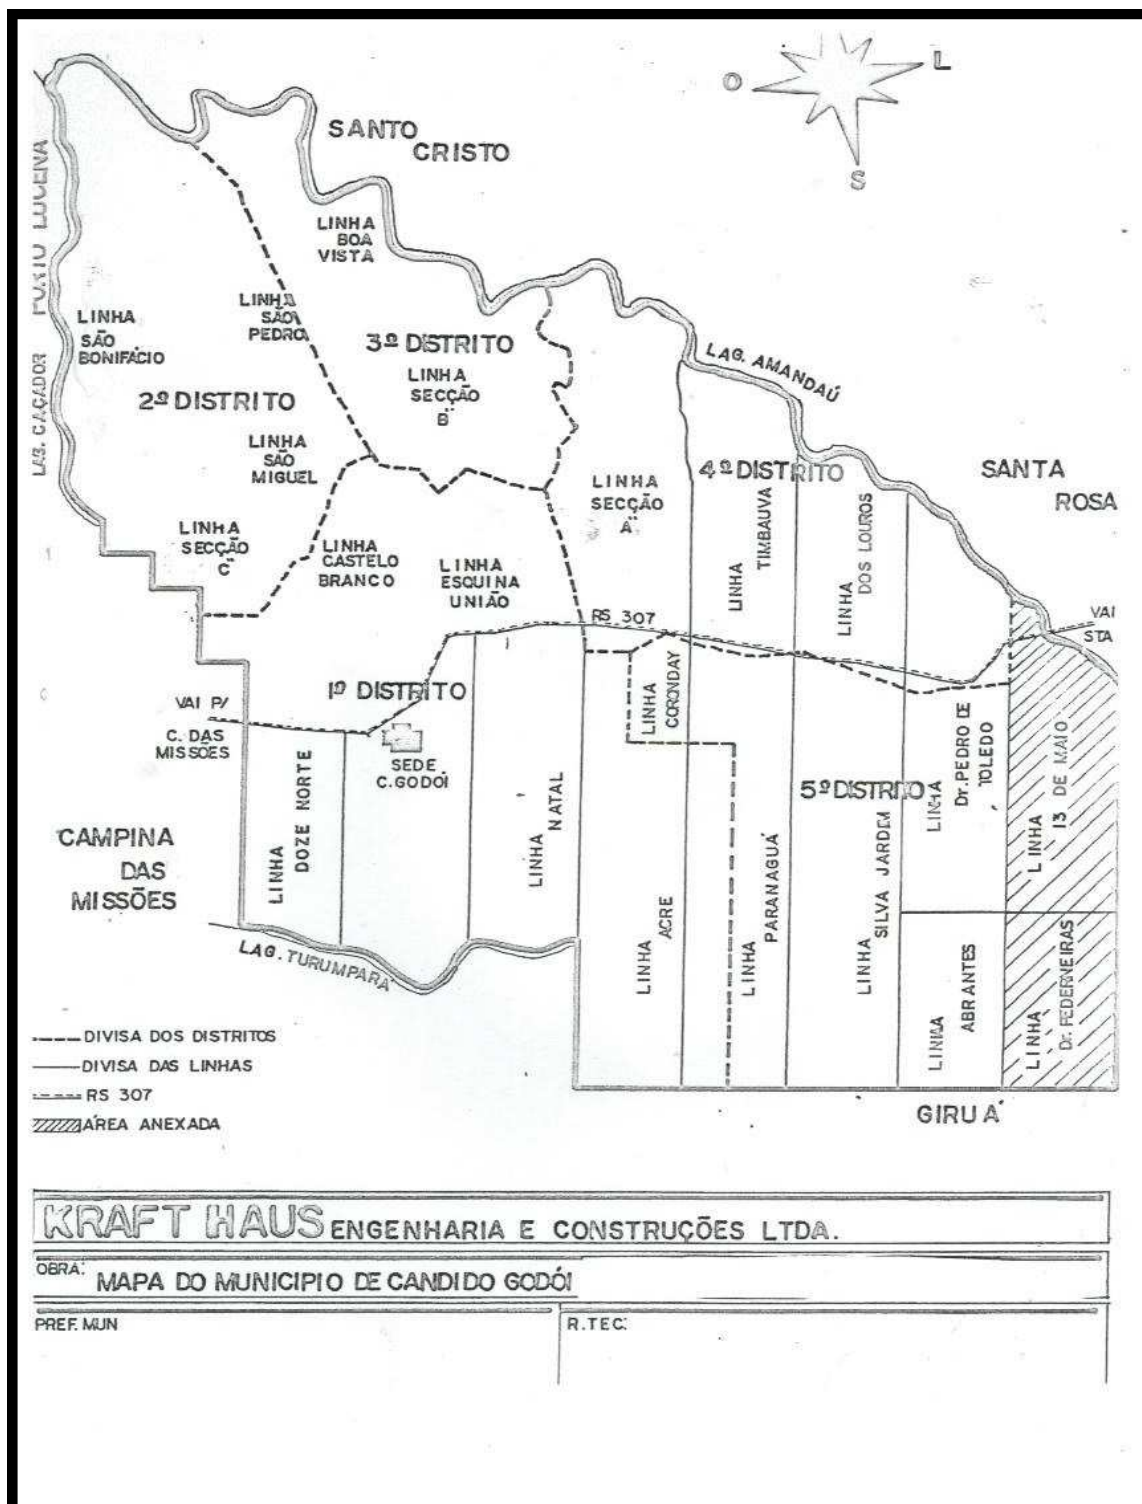 L
O
S
SANTO
CRISTO
PORTO LUCENA
LAG. CAÇADOR
LINHA
BOA
VISTA
LINHA
SÃO
PEDRO
LINHA
SÃO
BONIFÁCIO
3º DISTRITO
LINHA
SECÇÃO
B"
2º DISTRITO
LINHA
SÃO
MIGUEL
LAG. AMANDAÚ
4º DISTRITO
SANTA
ROSA
LINHA
SECÇÃO
A"
LINHA
TIMBAUVA
LINHA
DOS LOUROS
LINHA
SECÇÃO
C"
LINHA
CASTELO
BRANCO
LINHA
ESQUINA
UNIÃO
RS 307
VAI
STA
1º DISTRITO
VAI P/
C. DAS
MISSÕES
SEDE
C.GODÓI
LINHA
CORONDAY
5º DISTRITO
LINHA
Dr. PEDRO DE
TOLEDO
LINHA
13 DE MAIO
CAMPINA
DAS
MISSÕES
LINHA
DOZE NORTE
LINHA
NATAL
LINHA
ACRE
LINHA
PARANAGUÁ
LINHA
SILVA JARDEM
LINHA
ABRANTES
LINHA
Dr. PEDERNEIRAS
LAG. TURUMPARÁ
DIVISA DOS DISTRITOS
DIVISA DAS LINHAS
RS 307
ÁREA ANEXADA
GIRUÁ
KRAFT HAUS ENGENHARIA E CONSTRUÇÕES LTDA.
OBRA: MAPA DO MUNICIPIO DE CANDIDO GODÓI
PREF. MUN
R.TEC: